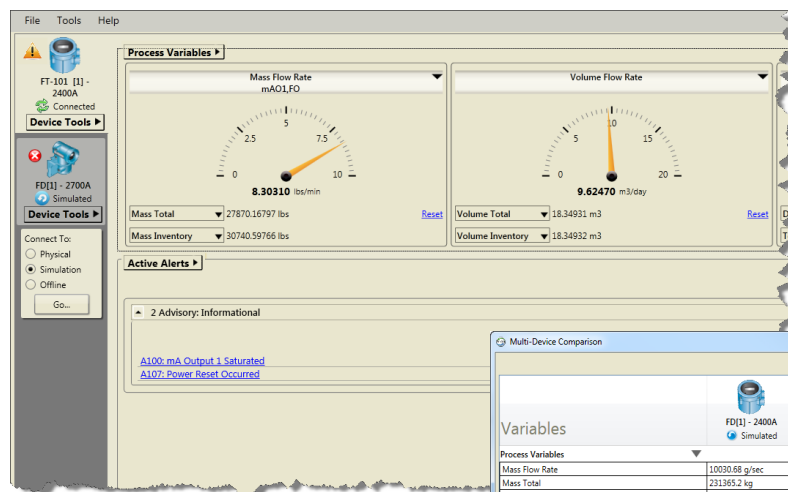 File Tools Help
FT-101 [1] -
2400A
Connected
Device Tools
FD[1] - 2700A
Simulated
Device Tools
Connect To:
Physical
Simulation
Offline
Go...
Process Variables
Mass Flow Rate
mAO1,FO
0 2.5 5 7.5 10
8.30310 lbs/min
Mass Total 27870.16797 lbs Reset
Mass Inventory 30740.59766 lbs
Volume Flow Rate
0 5 10 15 20
9.62470 m3/day
Volume Total 18.34931 m3 Reset
Volume Inventory 18.34932 m3
D
T
Active Alerts
2 Advisory: Informational
A100: mA Output 1 Saturated
A107: Power Reset Occurred
Multi-Device Comparison
Variables
FD[1] - 2400A
Simulated
Process Variables
Mass Flow Rate 10030.68 g/sec
Mass Total 231365.2 kg